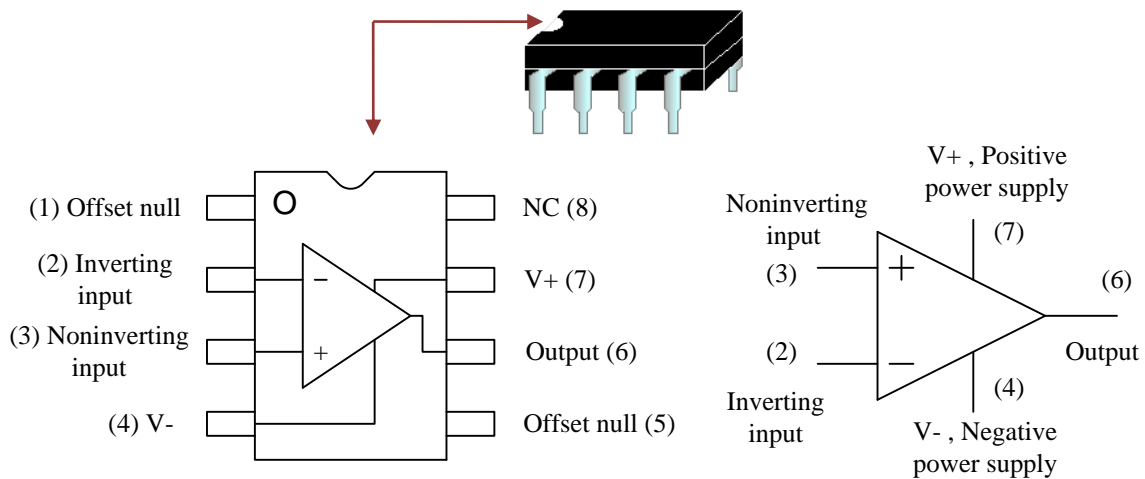 (1) Offset null
O
NC (8)
(2) Inverting
input
−
V+ (7)
(3) Noninverting
input
+
Output (6)
(4) V-
Offset null (5)
V+ , Positive
power supply
Noninverting
input
(7)
(3)
+
(6)
(2)
−
Output
Inverting
input
(4)
V- , Negative
power supply